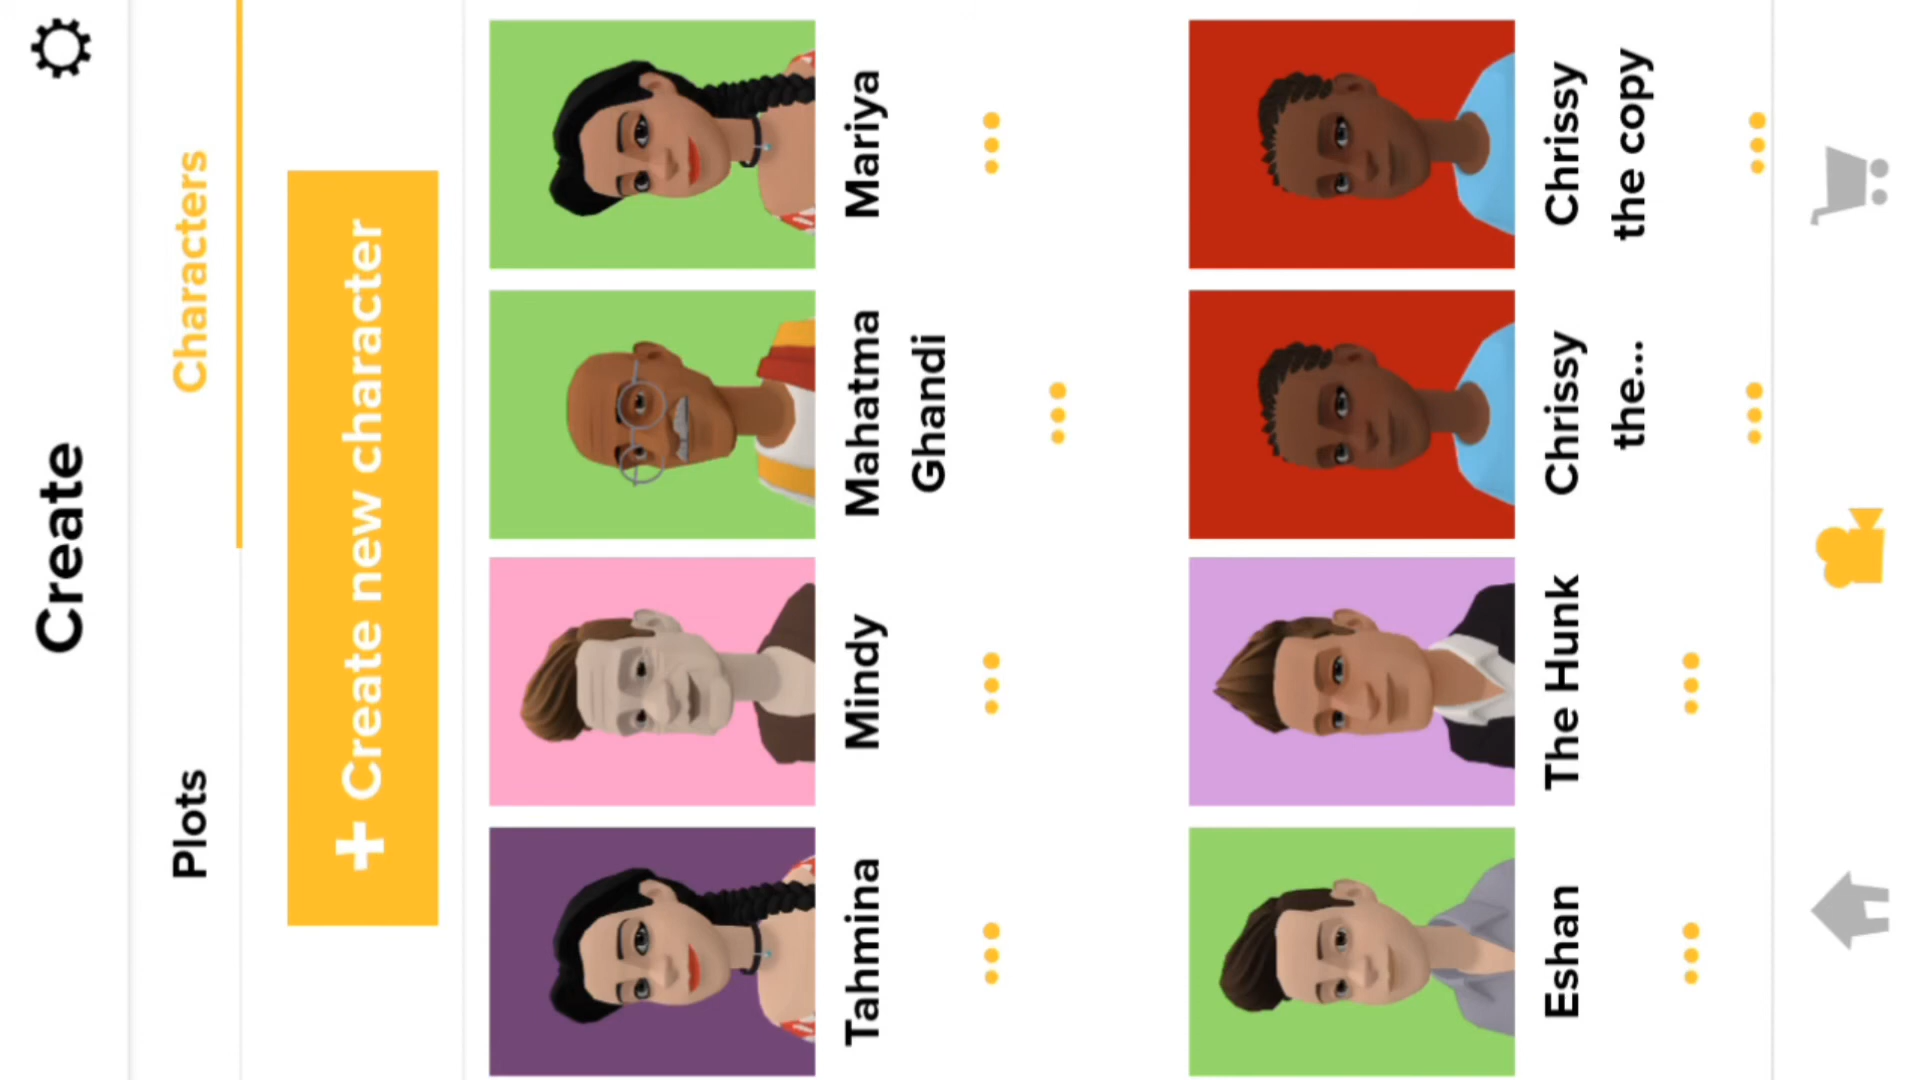 Create
Plots
Characters
+ Create new character
Tahmina
Mindy
Mahatma
Ghandi
Mariya
Eshan
The Hunk
Chrissy
the...
Chrissy
the copy